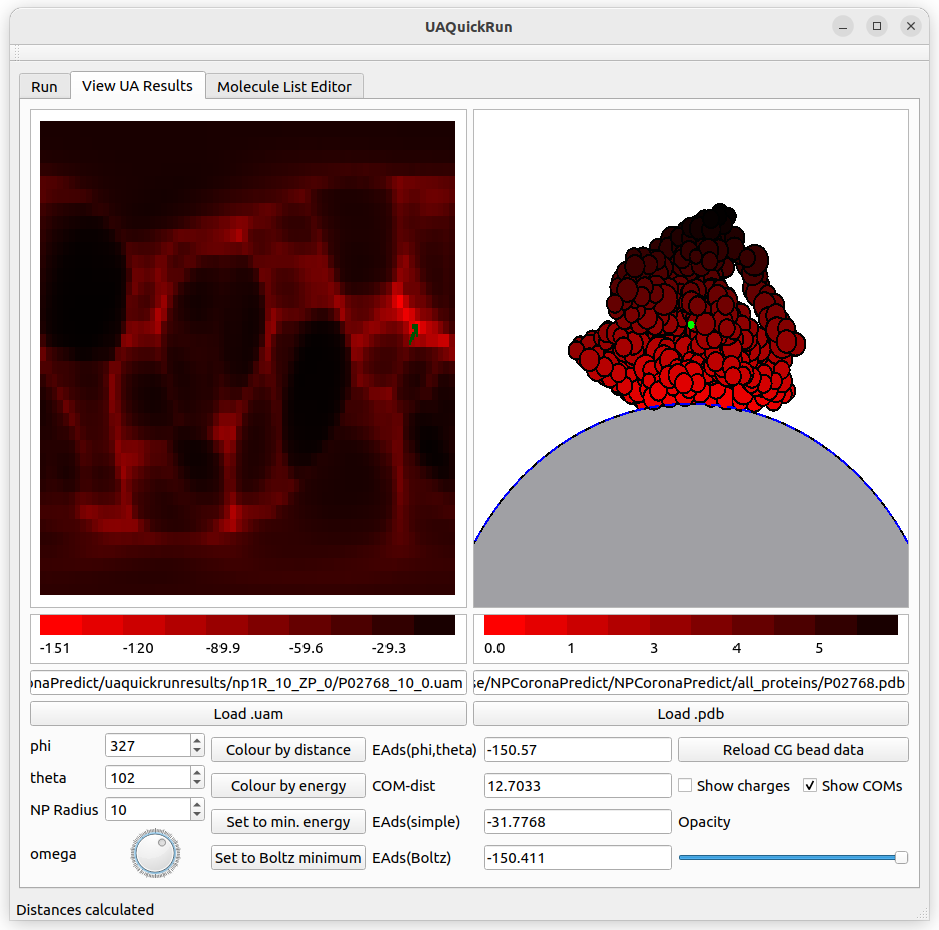 UAQuickRun
Run View UA Results Molecule List Editor
-151 -120 -89.9 -59.6 -29.3
0.0 1 3 4 5
onaPredict/uaquickrunresults/np1R_10_ZP_0/P02768_10_0.uam
se/NPCoronaPredict/NPCoronaPredict/all_proteins/P02768.pdb
Load .uam Load .pdb
phi 327 Colour by distance EAds(phi,theta) -150.57 Reload CG bead data
theta 102 Colour by energy COM-dist 12.7033 Show charges Show COMs
NP Radius 10 Set to min. energy EAds(simple) -31.7768 Opacity
omega Set to Boltz minimum EAds(Boltz) -150.411
Distances calculated